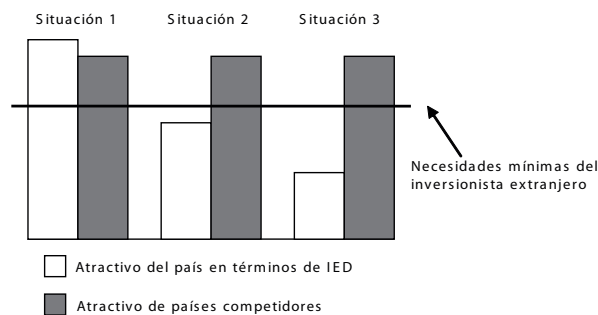 Situación 1 Situación 2 Situación 3
Necesidades mínimas del
inversionista extranjero
Atractivo del país en términos de IED
Atractivo de países competidores